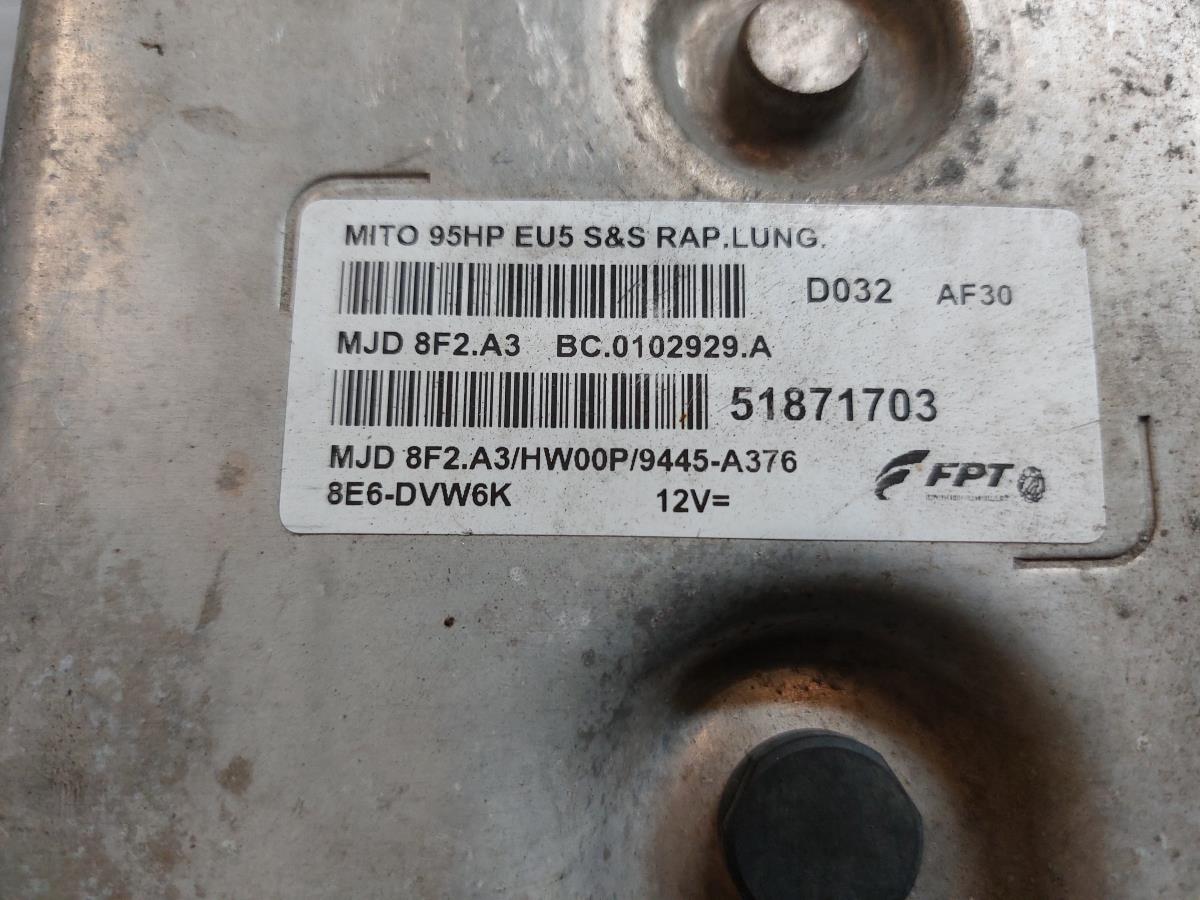 MITO 95HP EU5 S&S RAP.LUNG.
D032 AF30
MJD 8F2.A3 BC.0102929.A
51871703
MJD 8F2.A3/HW00P/9445-A376
8E6-DVW6K 12V=
FPT